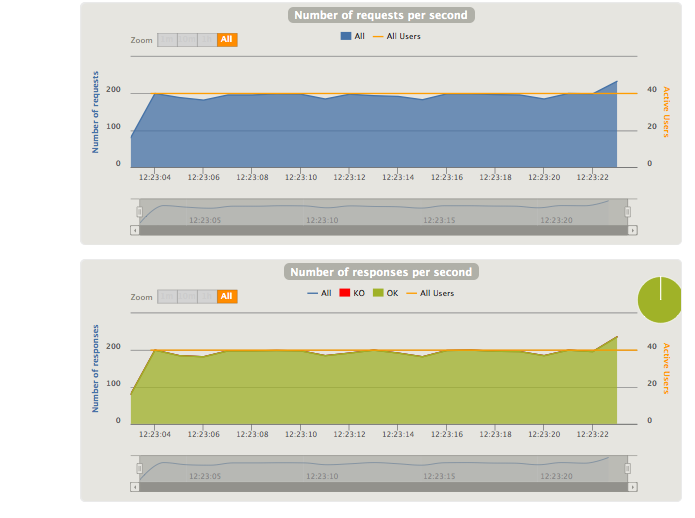 Number of requests per second
Zoom All
All All Users
Number of requests
200
100
0
40
20
0
Active Users
12:23:04 12:23:06 12:23:08 12:23:10 12:23:12 12:23:14 12:23:16 12:23:18 12:23:20 12:23:22
12:23:05 12:23:10 12:23:15 12:23:20
Number of responses per second
Zoom All
All KO OK All Users
Number of responses
200
100
0
40
20
0
Active Users
12:23:04 12:23:06 12:23:08 12:23:10 12:23:12 12:23:14 12:23:16 12:23:18 12:23:20 12:23:22
12:23:05 12:23:10 12:23:15 12:23:20